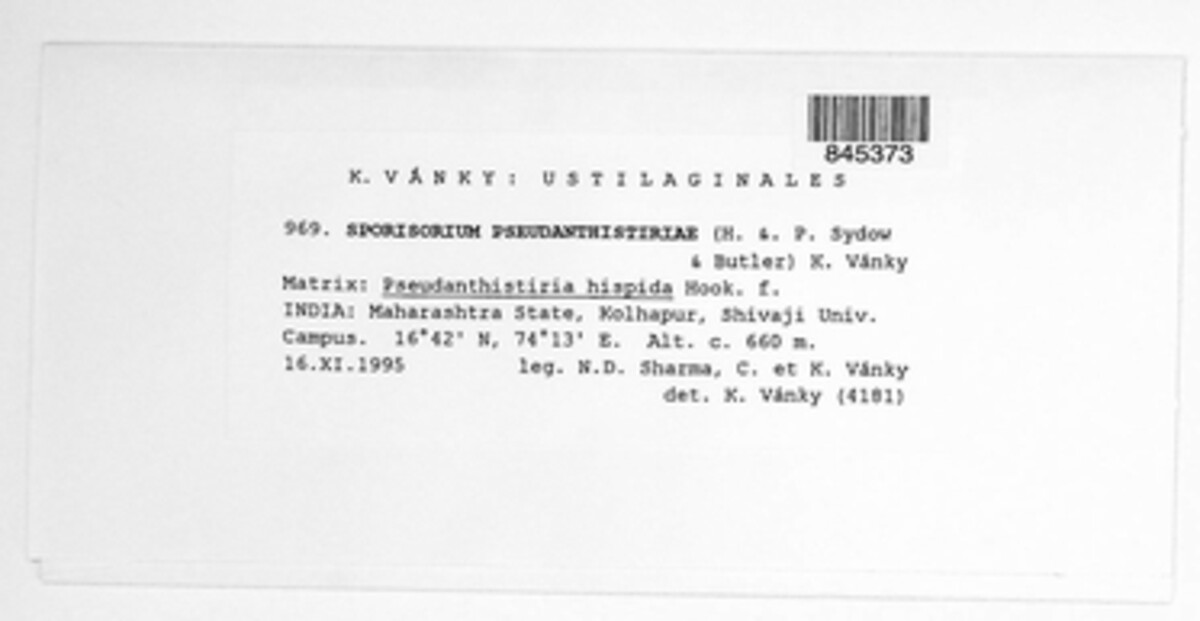 845373
K. VÁNKY: USTILAGINALES
969. SPORISORIUM PSEUDANTHISTIRIAE (H. &. P. Sydow
& Butler) K. Vánky
Matrix: Pseudanthistiria hispida Hook. f.
INDIA: Maharashtra State, Kolhapur, Shivaji Univ.
Campus. 16°42' N, 74°13' E. Alt. c. 660 m.
16.XI.1995 leg. N.D. Sharma, C. et K. Vánky
det. K. Vánky (4181)